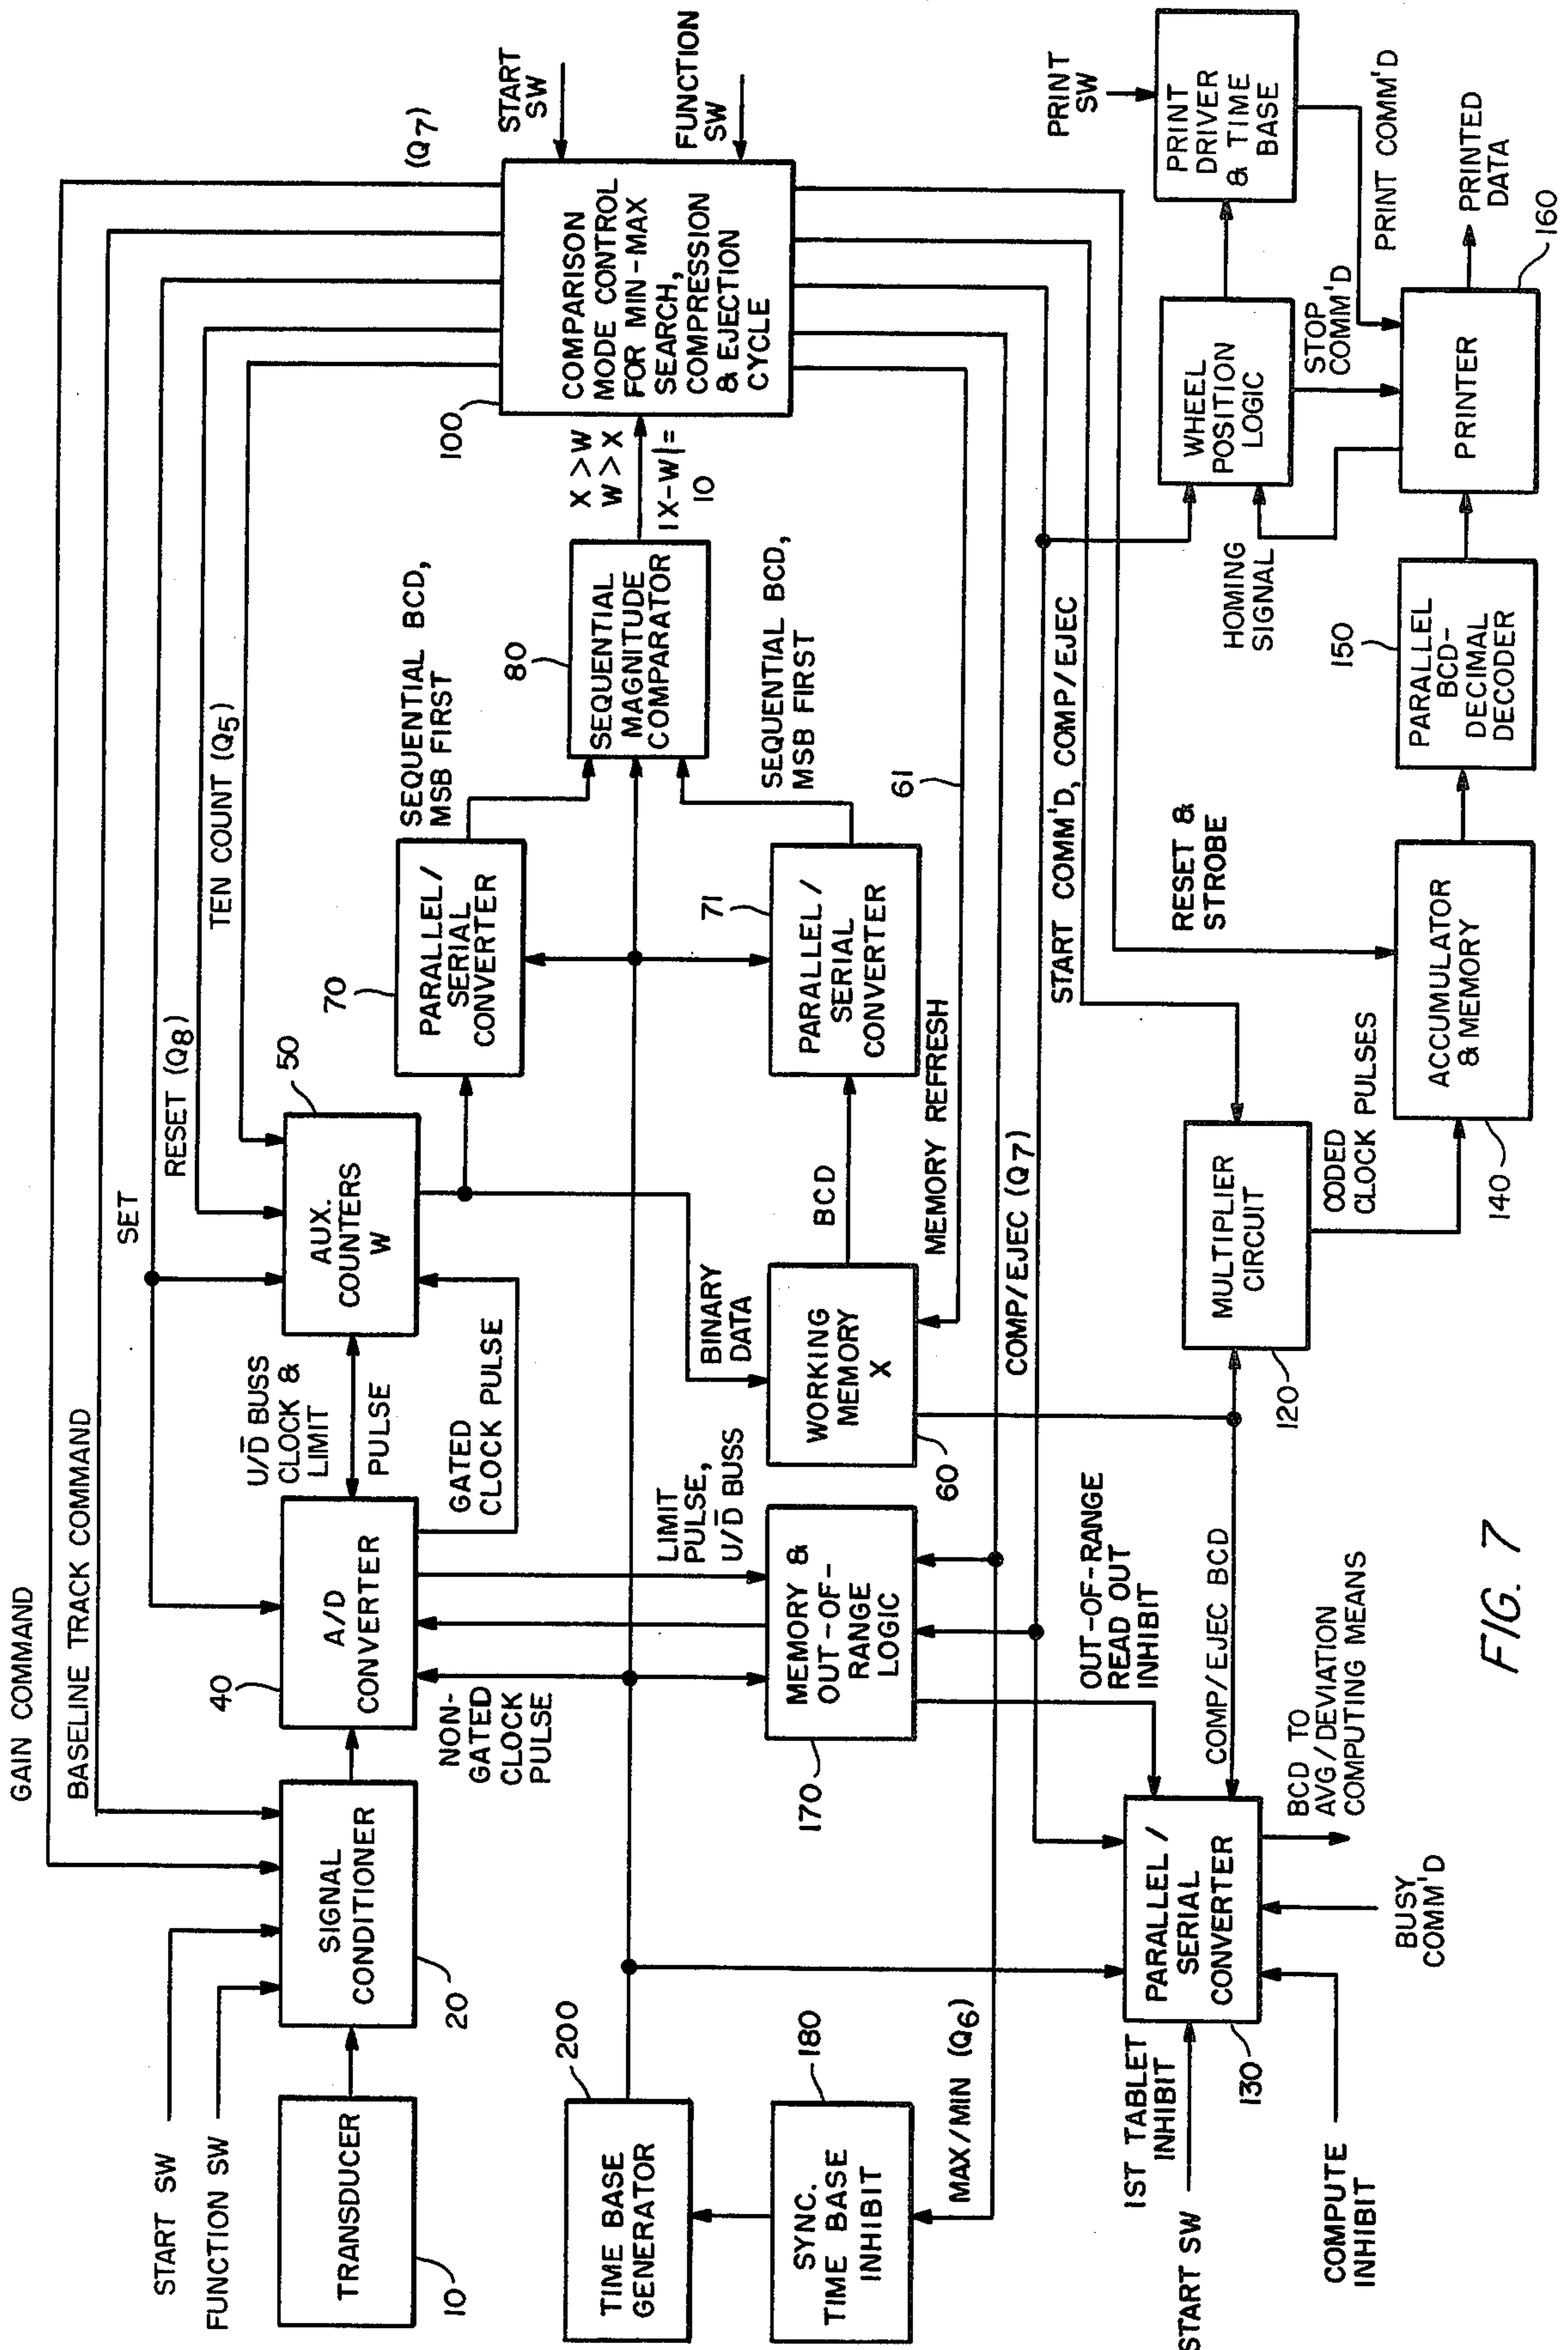 GAIN COMMAND
BASELINE TRACK COMMAND
SET
RESET (Q8)
TEN COUNT (Q5)
(Q7)
START SW
FUNCTION SW
TRANSDUCER
10
SIGNAL
CONDITIONER
20
A/D
CONVERTER
40
U/D̅ BUSS
CLOCK &
LIMIT
PULSE
GATED
CLOCK PULSE
AUX.
COUNTERS
W
50
NON-
GATED
CLOCK
PULSE
LIMIT
PULSE,
U/D̅ BUSS
BINARY
DATA
PARALLEL/
SERIAL
CONVERTER
70
SEQUENTIAL BCD,
MSB FIRST
SEQUENTIAL
MAGNITUDE
COMPARATOR
80
X>W
W>X
|X-W|=
10
COMPARISON
MODE CONTROL
FOR MIN-MAX
SEARCH,
COMPRESSION
& EJECTION
CYCLE
100
START
SW
FUNCTION
SW
TIME BASE
GENERATOR
200
SYNC.
TIME BASE
INHIBIT
180
MEMORY &
OUT-OF-
RANGE
LOGIC
170
WORKING
MEMORY
X
60
BCD
PARALLEL/
SERIAL
CONVERTER
71
SEQUENTIAL BCD,
MSB FIRST
MEMORY REFRESH
61
MAX/MIN (Q6)
COMP/EJEC (Q7)
START COMM'D, COMP/EJEC
1ST TABLET
INHIBIT
START SW
COMPUTE
INHIBIT
PARALLEL/
SERIAL
CONVERTER
130
BUSY
COMM'D
BCD TO
AVG/DEVIATION
COMPUTING MEANS
OUT-OF-RANGE
READ OUT
INHIBIT
COMP/EJEC BCD
MULTIPLIER
CIRCUIT
120
CODED
CLOCK PULSES
RESET &
STROBE
ACCUMULATOR
& MEMORY
140
PARALLEL
BCD-
DECIMAL
DECODER
150
HOMING
SIGNAL
WHEEL
POSITION
LOGIC
STOP
COMM'D
PRINT
SW
PRINT
DRIVER
& TIME
BASE
PRINT COMM'D
PRINTER
160
PRINTED
DATA
FIG. 7